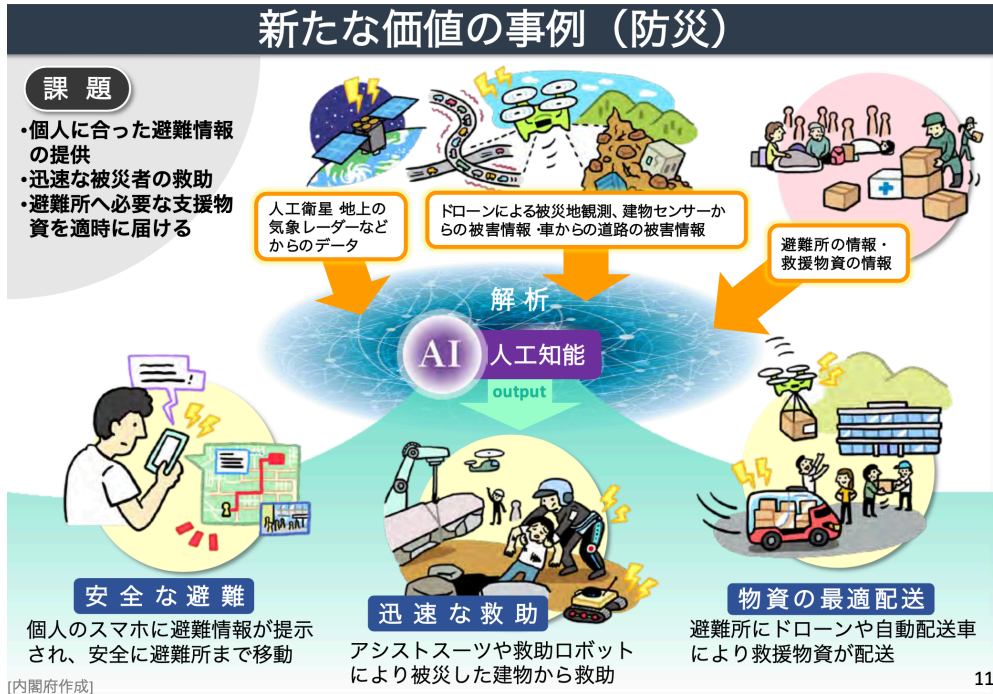 新たな価値の事例（防災）
課 題
・個人に合った避難情報
の提供
・迅速な被災者の救助
・避難所へ必要な支援物
資を適時に届ける
人工衛星 地上の
気象レーダーなど
からのデータ
ドローンによる被災地観測、建物センサーか
らの被害情報・車からの道路の被害情報
避難所の情報・
救援物資の情報
解 析
AI 人工知能
output
安全な避難
個人のスマホに避難情報が提示
され、安全に避難所まで移動
迅速な救助
アシストスーツや救助ロボット
により被災した建物から救助
物資の最適配送
避難所にドローンや自動配送車
により救援物資が配送
[内閣府作成]
11